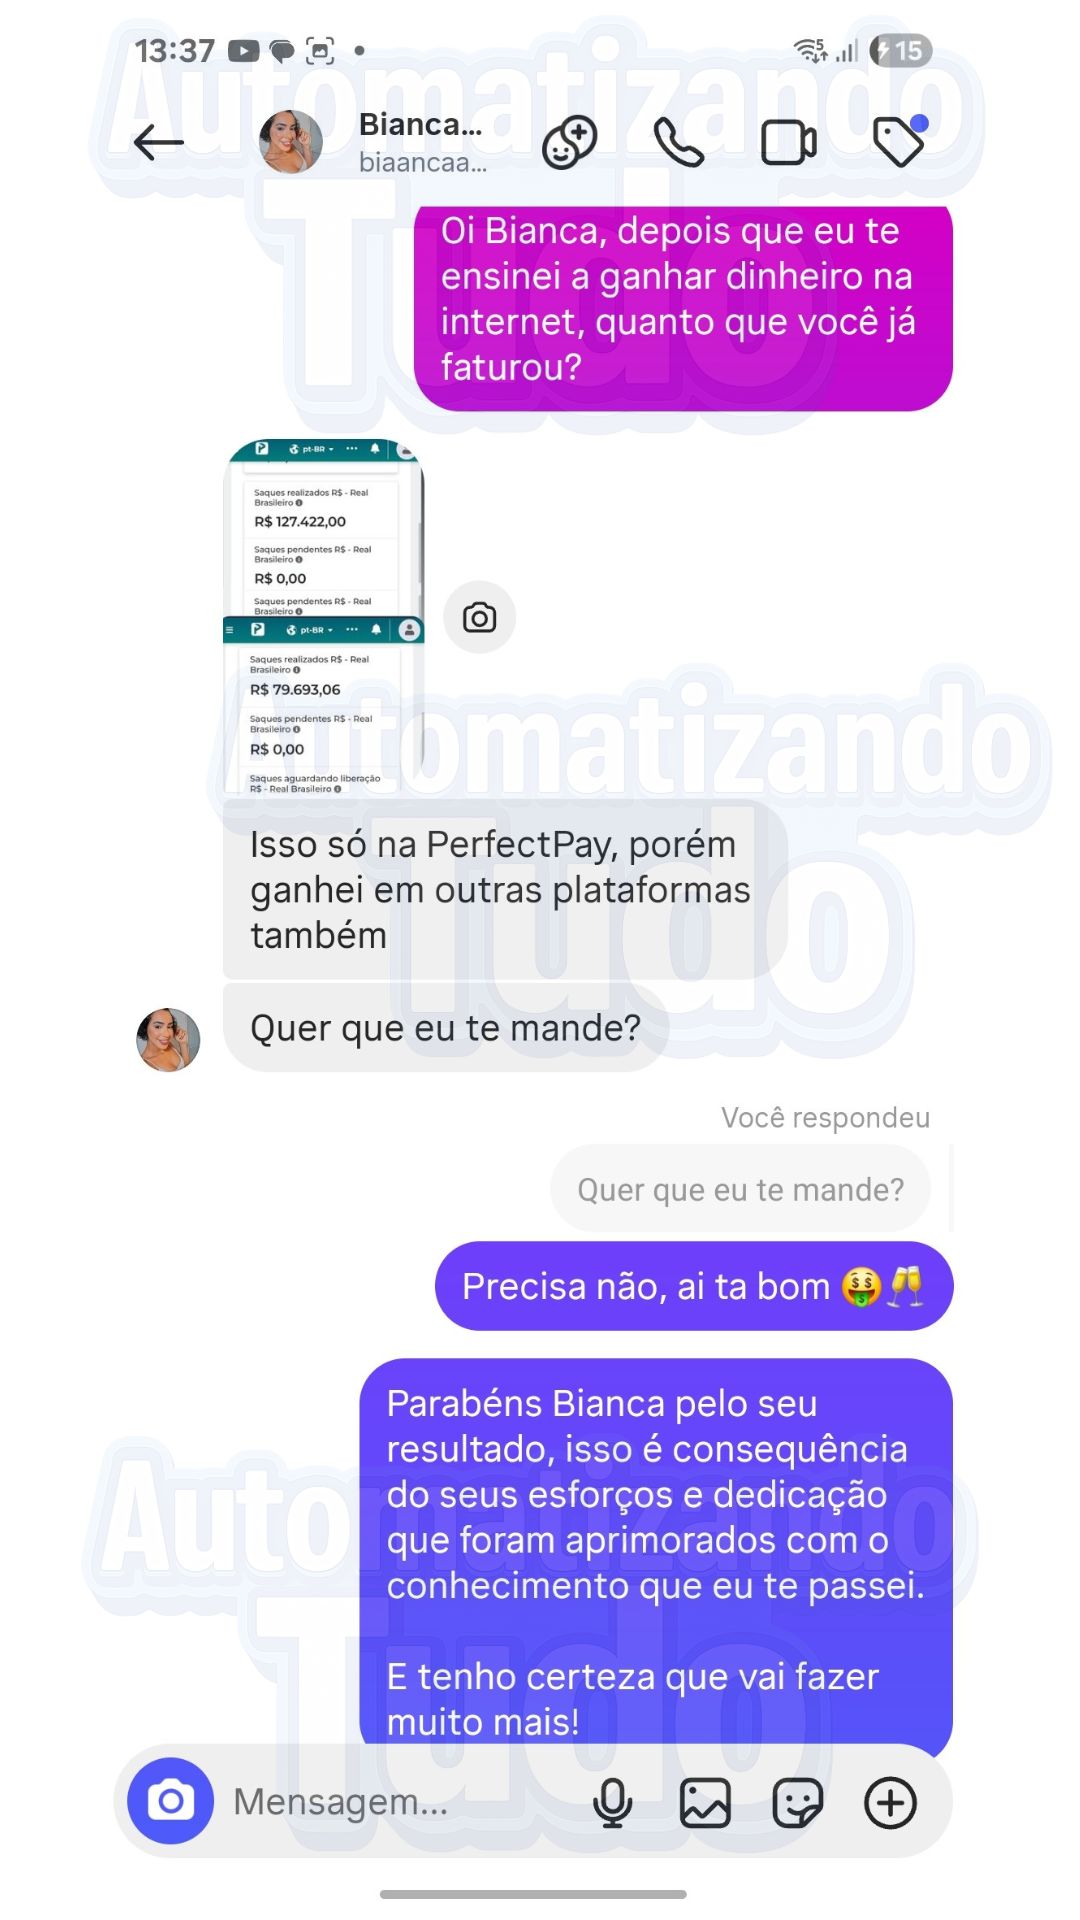 13:37
5
15
Bianca...
biaancaa...
Oi Bianca, depois que eu te
ensinei a ganhar dinheiro na
internet, quanto que você já
faturou?
pt-BR
Saques realizados R$ - Real
Brasileiro
R$ 127.422,00
Saques pendentes R$ - Real
Brasileiro
R$ 0,00
Saques pendentes R$ - Real
Brasileiro
pt-BR
Saques realizados R$ - Real
Brasileiro
R$ 79.693,06
Saques pendentes R$ - Real
Brasileiro
R$ 0,00
Saques aguardando liberação
R$ - Real Brasileiro
Isso só na PerfectPay, porém
ganhei em outras plataformas
também
Quer que eu te mande?
Você respondeu
Quer que eu te mande?
Precisa não, ai ta bom 🤑🥂
Parabéns Bianca pelo seu
resultado, isso é consequência
do seus esforços e dedicação
que foram aprimorados com o
conhecimento que eu te passei.
E tenho certeza que vai fazer
muito mais!
Mensagem...
Automatizando
Tudo
Automatizando
Tudo
Automatizando
Tudo